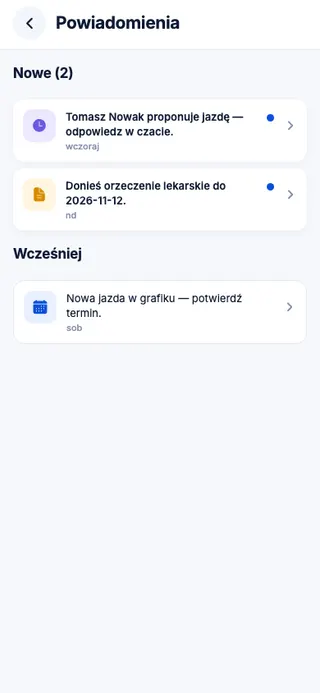 Powiadomienia
Nowe (2)
Tomasz Nowak proponuje jazdę —
odpowiedz w czacie.
wczoraj
Donieś orzeczenie lekarskie do
2026-11-12.
nd
Wcześniej
Nowa jazda w grafiku — potwierdź
termin.
sob